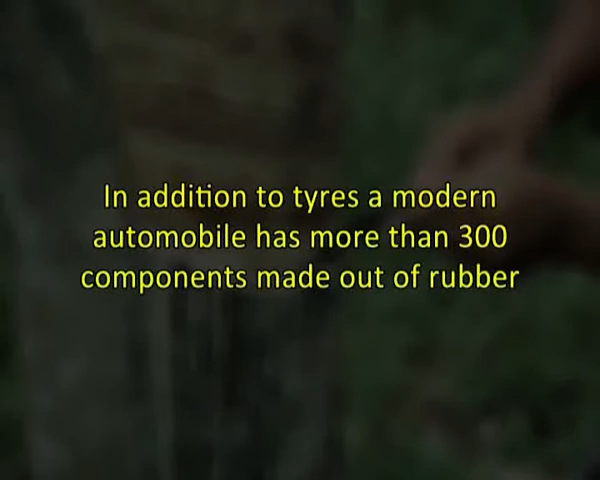 In addition to tyres a modern
automobile has more than 300
components made out of rubber